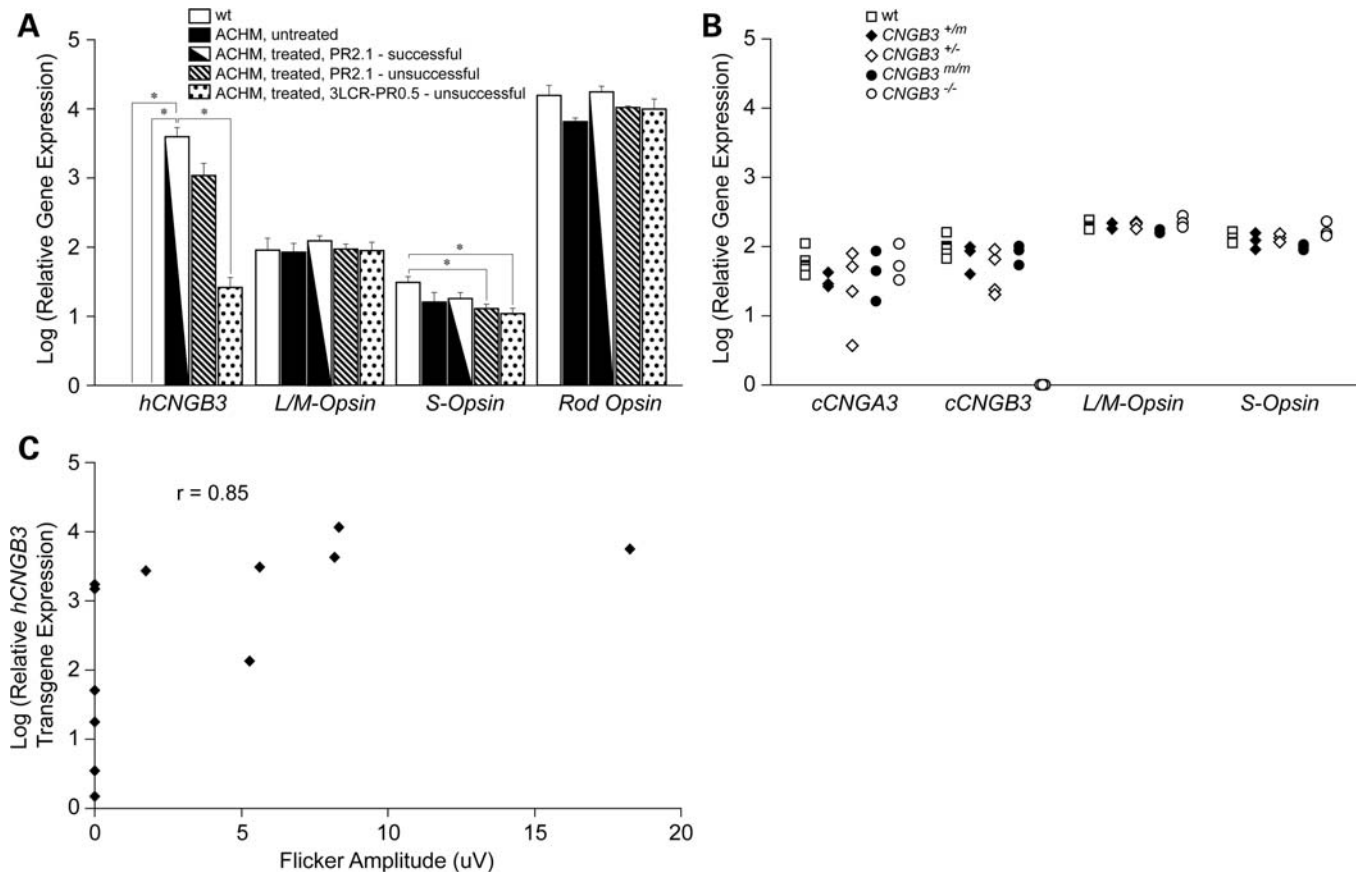 A
wt
ACHM, untreated
ACHM, treated, PR2.1 - successful
ACHM, treated, PR2.1 - unsuccessful
ACHM, treated, 3LCR-PR0.5 - unsuccessful
Log (Relative Gene Expression)
5
4
3
2
1
0
* * *
*
*
hCNGB3 L/M-Opsin S-Opsin Rod Opsin
B
wt
CNGB3 +/m
CNGB3 +/-
CNGB3 m/m
CNGB3 -/-
Log (Relative Gene Expression)
5
4
3
2
1
0
cCNGA3 cCNGB3 L/M-Opsin S-Opsin
C
r = 0.85
Log (Relative hCNGB3
Transgene Expression)
5
4
3
2
1
0
0 5 10 15 20
Flicker Amplitude (uV)